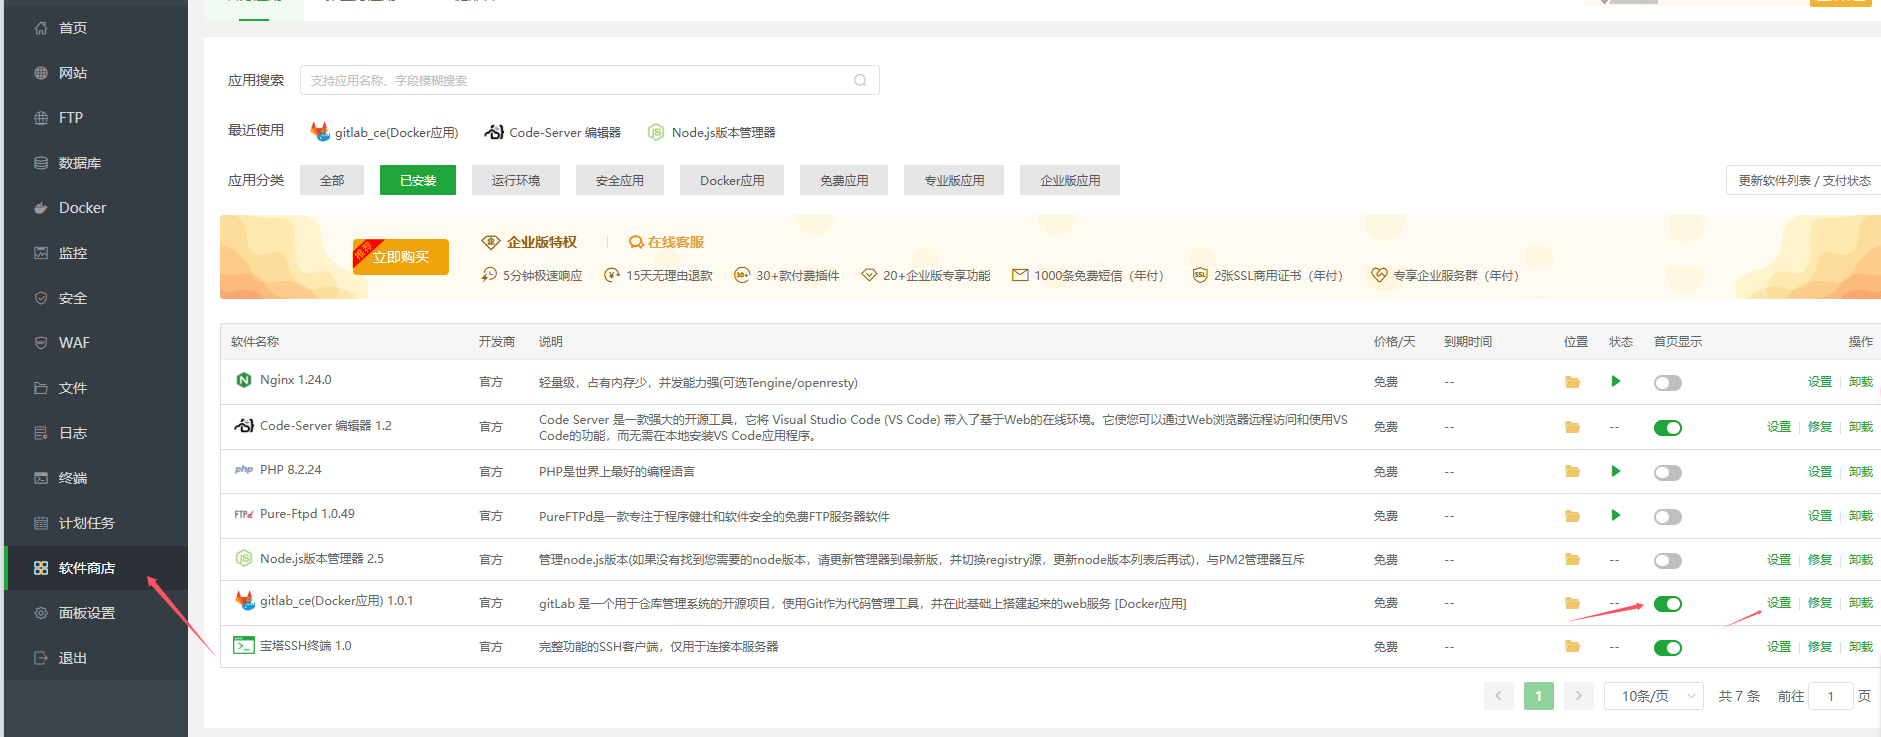 首页
网站
FTP
数据库
Docker
监控
安全
WAF
文件
日志
终端
计划任务
软件商店
面板设置
退出
应用搜索 支持应用名称、字段模糊搜索
最近使用 gitlab_ce(Docker应用) Code-Server 编辑器 Node.js版本管理器
应用分类 全部 已安装 运行环境 安全应用 Docker应用 免费应用 专业版应用 企业版应用 更新软件列表 / 支付状态
推荐 立即购买 企业版特权 在线客服
5分钟极速响应 15天无理由退款 30+款付费插件 20+企业版专享功能 1000条免费短信（年付） 2张SSL商用证书（年付） 专享企业服务群（年付）
软件名称 开发商 说明 价格/天 到期时间 位置 状态 首页显示 操作
Nginx 1.24.0 官方 轻量级，占有内存少，并发能力强(可选Tengine/openresty) 免费 -- 设置 卸载
Code-Server 编辑器 1.2 官方 Code Server 是一款强大的开源工具，它将 Visual Studio Code (VS Code) 带入了基于Web的在线环境。它使您可以通过Web浏览器远程访问和使用VS
Code的功能，而无需在本地安装VS Code应用程序。 免费 -- -- 设置 修复 卸载
php PHP 8.2.24 官方 PHP是世界上最好的编程语言 免费 -- 设置 卸载
FTP Pure-Ftpd 1.0.49 官方 PureFTPd是一款专注于程序健壮和软件安全的免费FTP服务器软件 免费 -- 设置 卸载
Node.js版本管理器 2.5 官方 管理node.js版本(如果没有找到您需要的node版本，请更新管理器到最新版，并切换registry源，更新node版本列表后再试)，与PM2管理器互斥 免费 -- -- 设置 修复 卸载
gitlab_ce(Docker应用) 1.0.1 官方 gitLab 是一个用于仓库管理系统的开源项目，使用Git作为代码管理工具，并在此基础上搭建起来的web服务 [Docker应用] 免费 -- -- 设置 修复 卸载
宝塔SSH终端 1.0 官方 完整功能的SSH客户端，仅用于连接本服务器 免费 -- -- 设置 修复 卸载
1 10条/页 共 7 条 前往 1 页